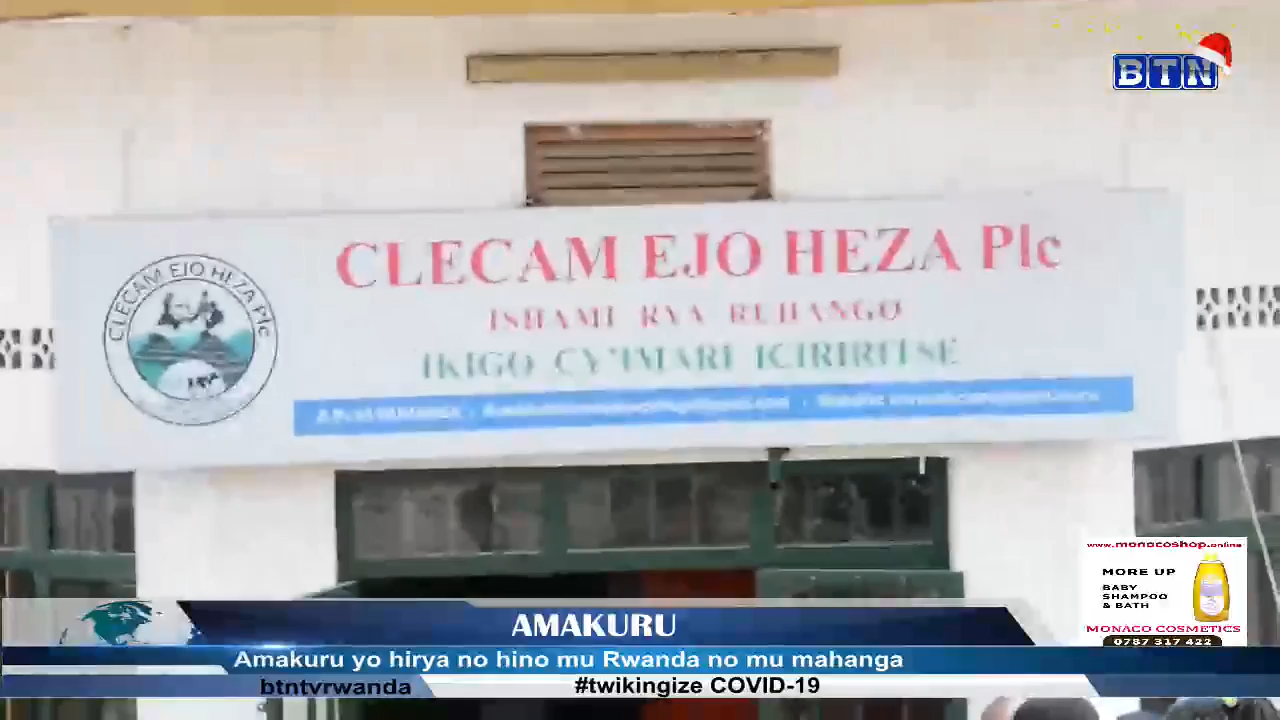 BTN
CLECAM EJO HEZA Plc
CLECAM EJO HEZA Plc
ISHAMI RYA RUHANGO
IKIGO CY'IMARI ICIRIRITSE
www.monocoshop.online
MORE UP
BABY
SHAMPOO
& BATH
MONACO COSMETICS
0787 317 422
AMAKURU
Amakuru yo hirya no hino mu Rwanda no mu mahanga
btntvrwanda
#twikingize COVID-19